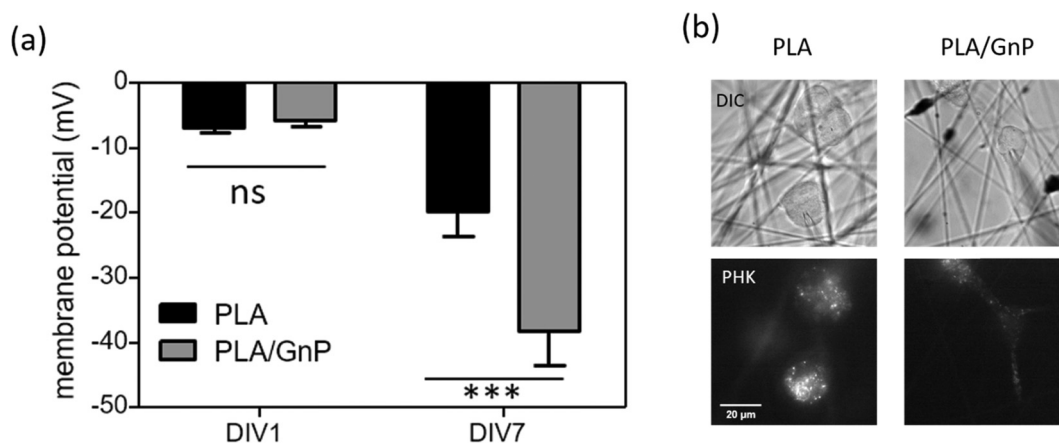 (a)
membrane potential (mV)
0
-10
-20
-30
-40
-50
ns
PLA
PLA/GnP
***
DIV1 DIV7
(b)
PLA PLA/GnP
DIC
PHK
20 µm